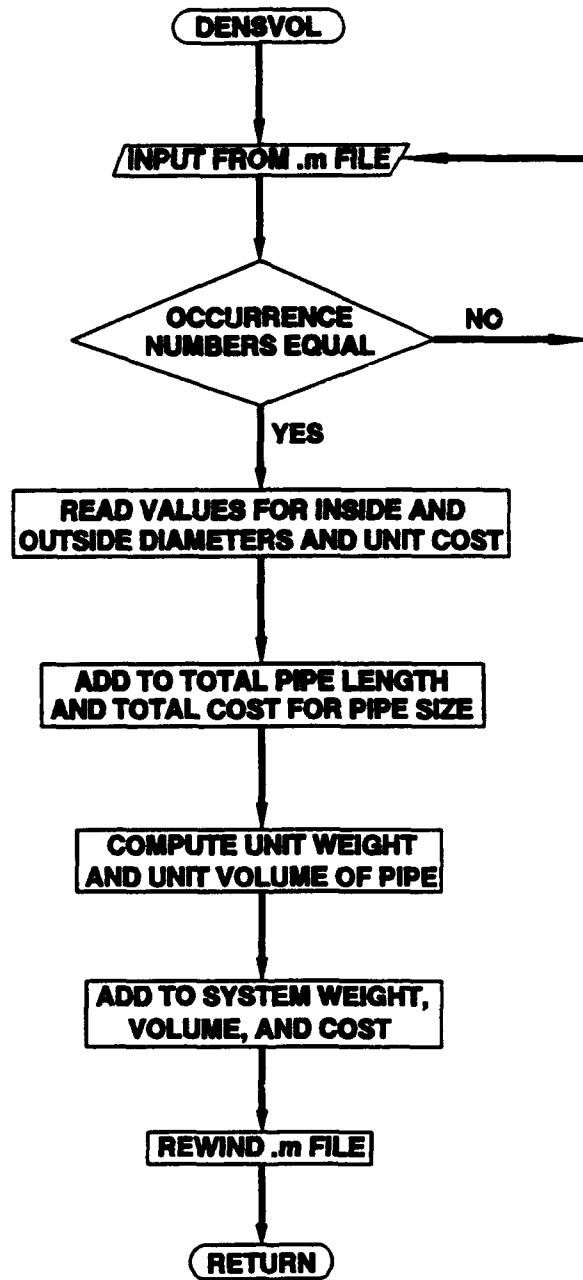 DENSVOL
INPUT FROM .m FILE
OCCURRENCE
NUMBERS EQUAL
NO
YES
READ VALUES FOR INSIDE AND
OUTSIDE DIAMETERS AND UNIT COST
ADD TO TOTAL PIPE LENGTH
AND TOTAL COST FOR PIPE SIZE
COMPUTE UNIT WEIGHT
AND UNIT VOLUME OF PIPE
ADD TO SYSTEM WEIGHT,
VOLUME, AND COST
REWIND .m FILE
RETURN